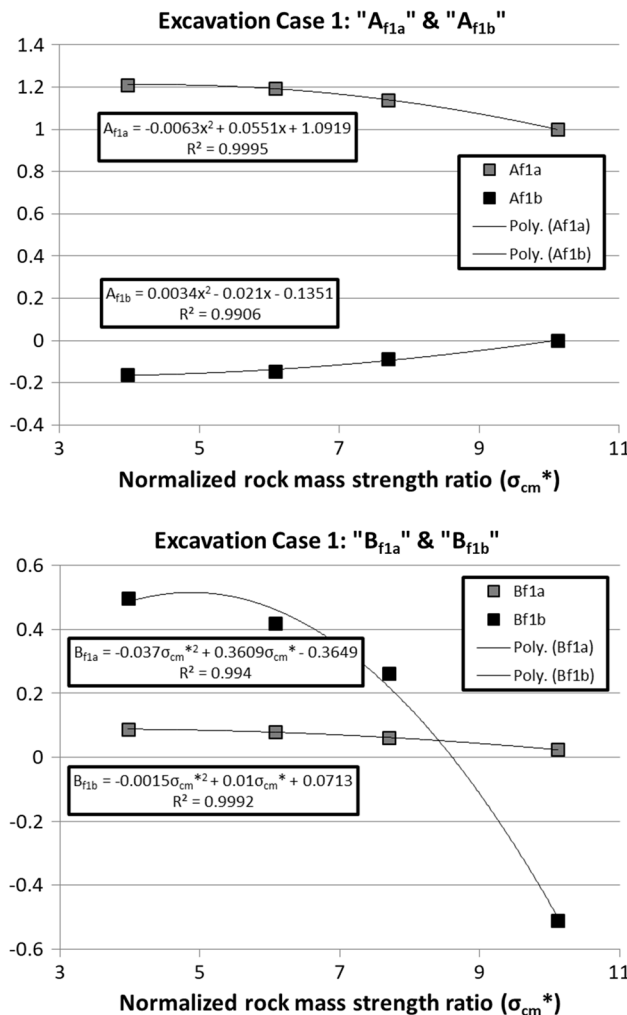 Excavation Case 1: "Af1a" & "Af1b"
1.4
1.2
1
0.8
0.6
0.4
0.2
0
-0.2
-0.4
Af1a = -0.0063x² + 0.0551x + 1.0919
R² = 0.9995
Af1a
Af1b
Poly. (Af1a)
Poly. (Af1b)
Af1b = 0.0034x² - 0.021x - 0.1351
R² = 0.9906
3 5 7 9 11
Normalized rock mass strength ratio (σcm*)
Excavation Case 1: "Bf1a" & "Bf1b"
0.6
0.4
0.2
0
-0.2
-0.4
-0.6
Bf1a
Bf1b
Poly. (Bf1a)
Poly. (Bf1b)
Bf1a = -0.037σcm*² + 0.3609σcm* - 0.3649
R² = 0.994
Bf1b = -0.0015σcm*² + 0.01σcm* + 0.0713
R² = 0.9992
3 5 7 9 11
Normalized rock mass strength ratio (σcm*)